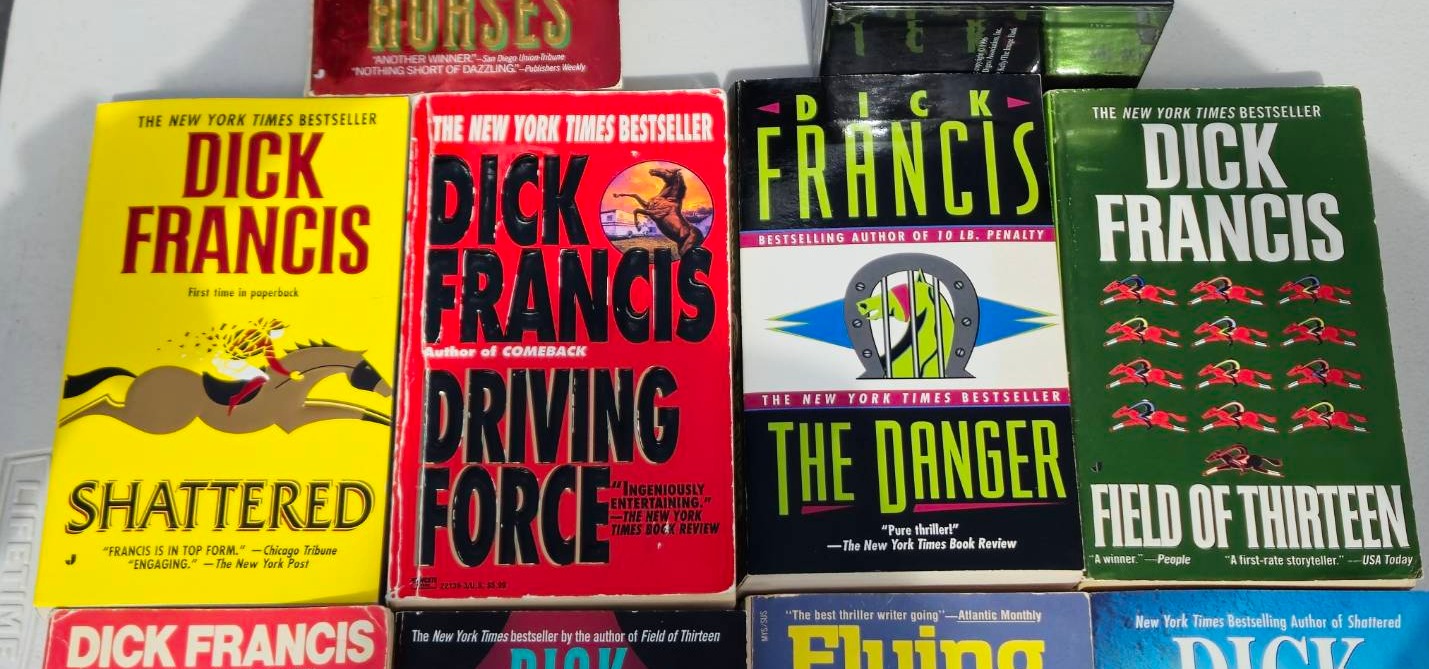 HORSES
"ANOTHER WINNER."—San Diego Union-Tribune
"NOTHING SHORT OF DAZZLING."—Publishers Weekly
THE NEW YORK TIMES BESTSELLER
DICK
FRANCIS
First time in paperback
SHATTERED
"FRANCIS IS IN TOP FORM." —Chicago Tribune
"ENGAGING." —The New York Post
THE NEW YORK TIMES BESTSELLER
DICK
FRANCIS
Author of COMEBACK
DRIVING
FORCE
"INGENIOUSLY
ENTERTAINING."
—THE NEW YORK
TIMES BOOK REVIEW
DICK
FRANCIS
BESTSELLING AUTHOR OF 10 LB. PENALTY
THE NEW YORK TIMES BESTSELLER
THE DANGER
"Pure thriller!"
—The New York Times Book Review
THE NEW YORK TIMES BESTSELLER
DICK
FRANCIS
FIELD OF THIRTEEN
"A winner." —People "A first-rate storyteller." —USA Today
LIFETIME
DICK FRANCIS
The New York Times bestseller by the author of Field of Thirteen
DICK
"The best thriller writer going"—Atlantic Monthly
Flying
New York Times Bestselling Author of Shattered
DICK